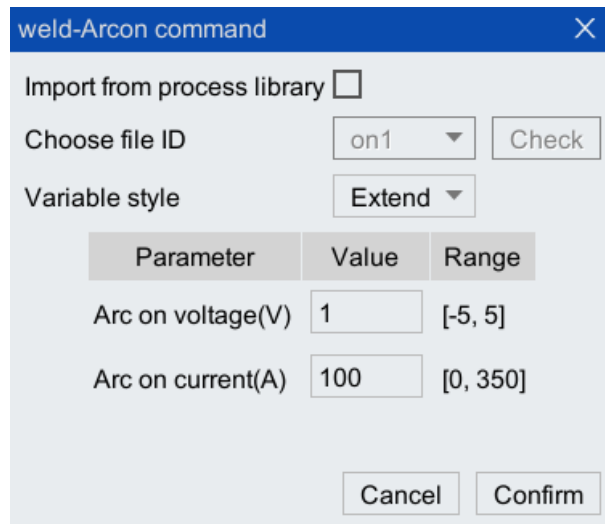 weld-Arcon command
Import from process library
Choose file ID on1 Check
Variable style Extend
Parameter Value Range
Arc on voltage(V) 1 [-5, 5]
Arc on current(A) 100 [0, 350]
Cancel Confirm